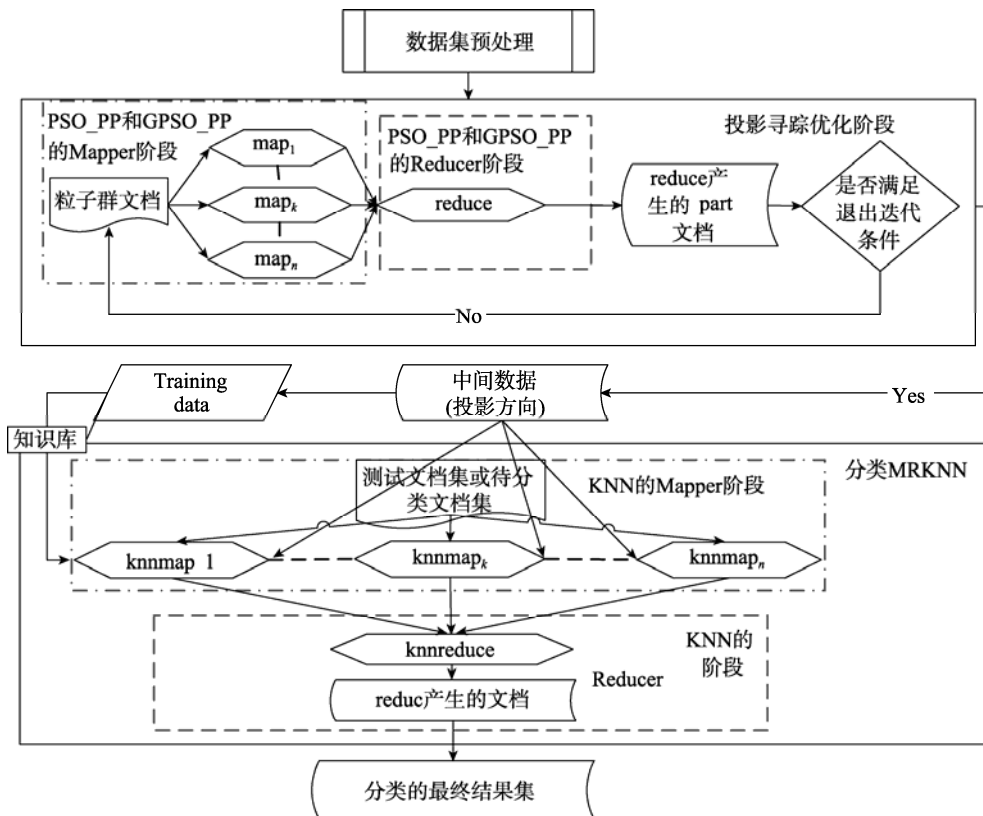 数据集预处理
PSO_PP和GPSO_PP
的Mapper阶段
粒子群文档
map1
mapk
mapn
PSO_PP和GPSO_PP
的Reducer阶段
reduce
投影寻踪优化阶段
reduce产
生的 part
文档
是否满足
退出迭代
条件
No
Training
data
中间数据
(投影方向)
Yes
知识库
分类MRKNN
测试文档集或待分
类文档集
KNN的Mapper阶段
knnmap 1
knnmapk
knnmapn
knnreduce
KNN的
阶段
Reducer
reduc产生的文档
分类的最终结果集